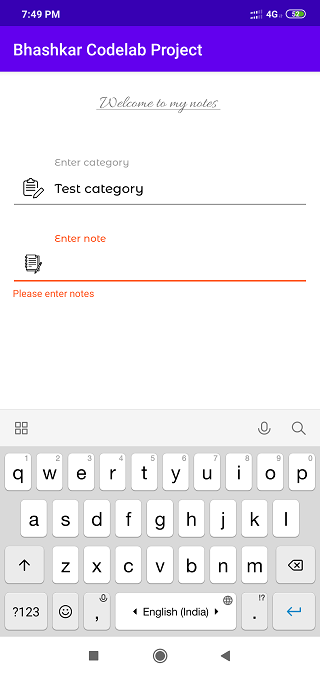 7:49 PM 4G 52
Bhashkar Codelab Project
Welcome to my notes
Enter category
Test category
Enter note
Please enter notes
1 2 3 4 5 6 7 8 9 0
q w e r t y u i o p
a s d f g h j k l
z x c v b n m
?123 , English (India) . !?